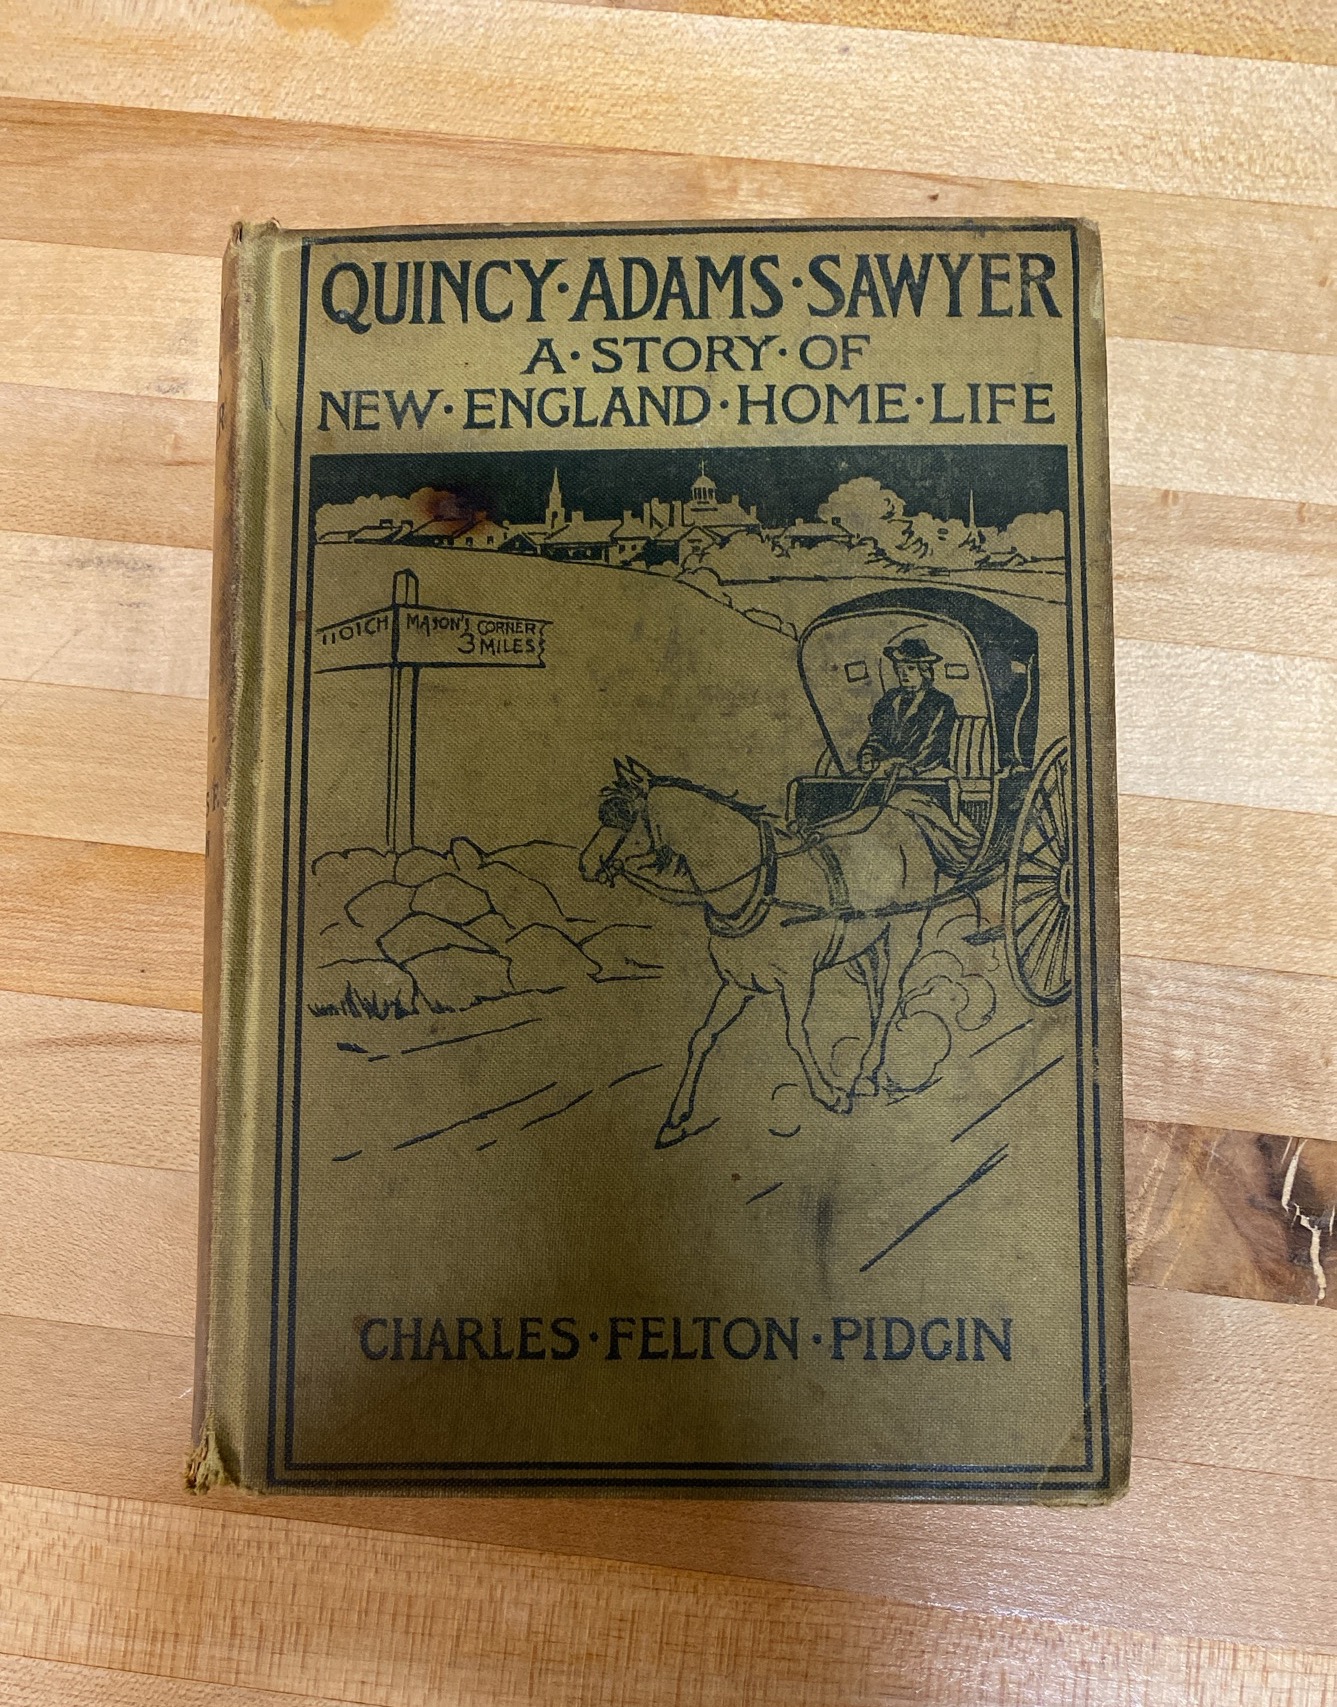 QUINCY·ADAMS·SAWYER
A·STORY·OF
NEW·ENGLAND·HOME·LIFE
MASON'S CORNER
3 MILES
CHARLES·FELTON·PIDGIN